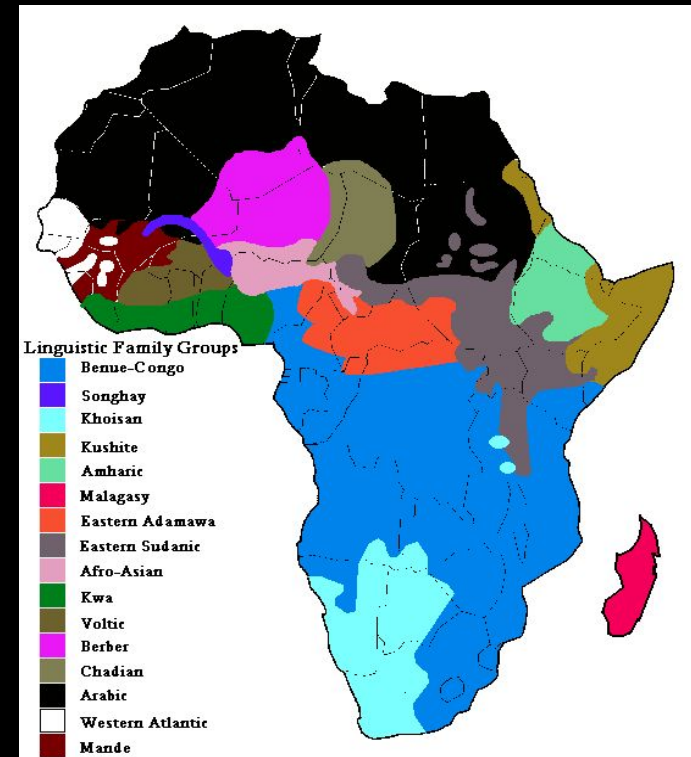 Linguistic Family Groups
Benue-Congo
Songhay
Khoisan
Kushite
Amharic
Malagasy
Eastern Adamawa
Eastern Sudanic
Afro-Asian
Kwa
Voltic
Berber
Chadian
Arabic
Western Atlantic
Mande